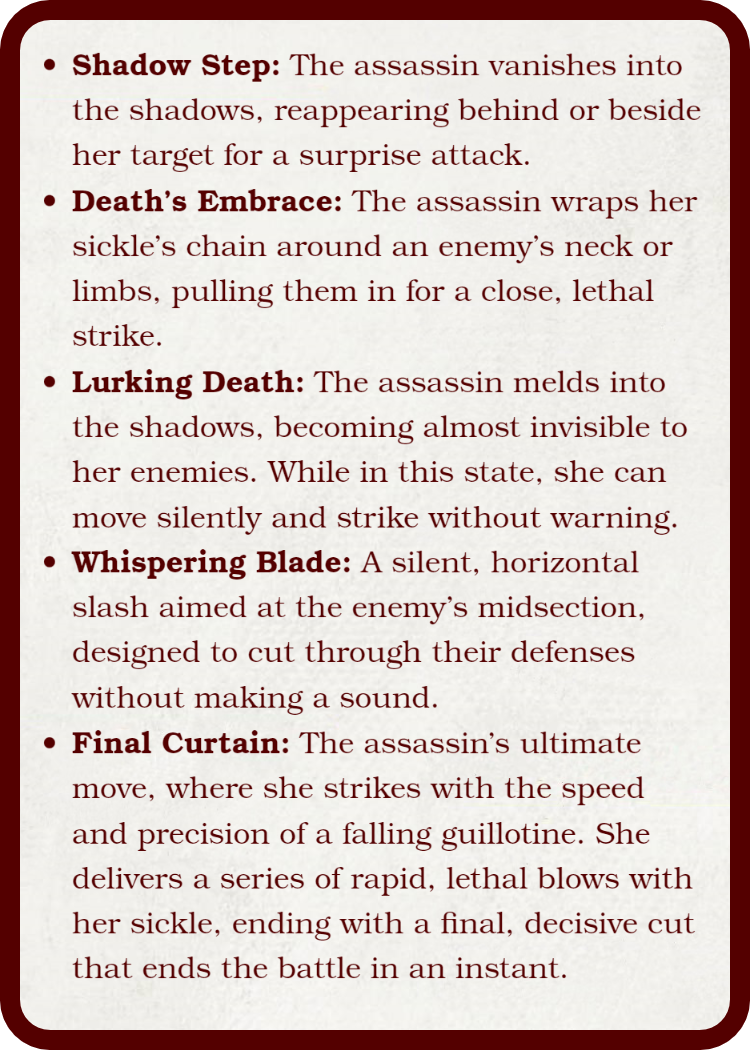 • Shadow Step: The assassin vanishes into
the shadows, reappearing behind or beside
her target for a surprise attack.
• Death’s Embrace: The assassin wraps her
sickle’s chain around an enemy’s neck or
limbs, pulling them in for a close, lethal
strike.
• Lurking Death: The assassin melds into
the shadows, becoming almost invisible to
her enemies. While in this state, she can
move silently and strike without warning.
• Whispering Blade: A silent, horizontal
slash aimed at the enemy’s midsection,
designed to cut through their defenses
without making a sound.
• Final Curtain: The assassin’s ultimate
move, where she strikes with the speed
and precision of a falling guillotine. She
delivers a series of rapid, lethal blows with
her sickle, ending with a final, decisive cut
that ends the battle in an instant.